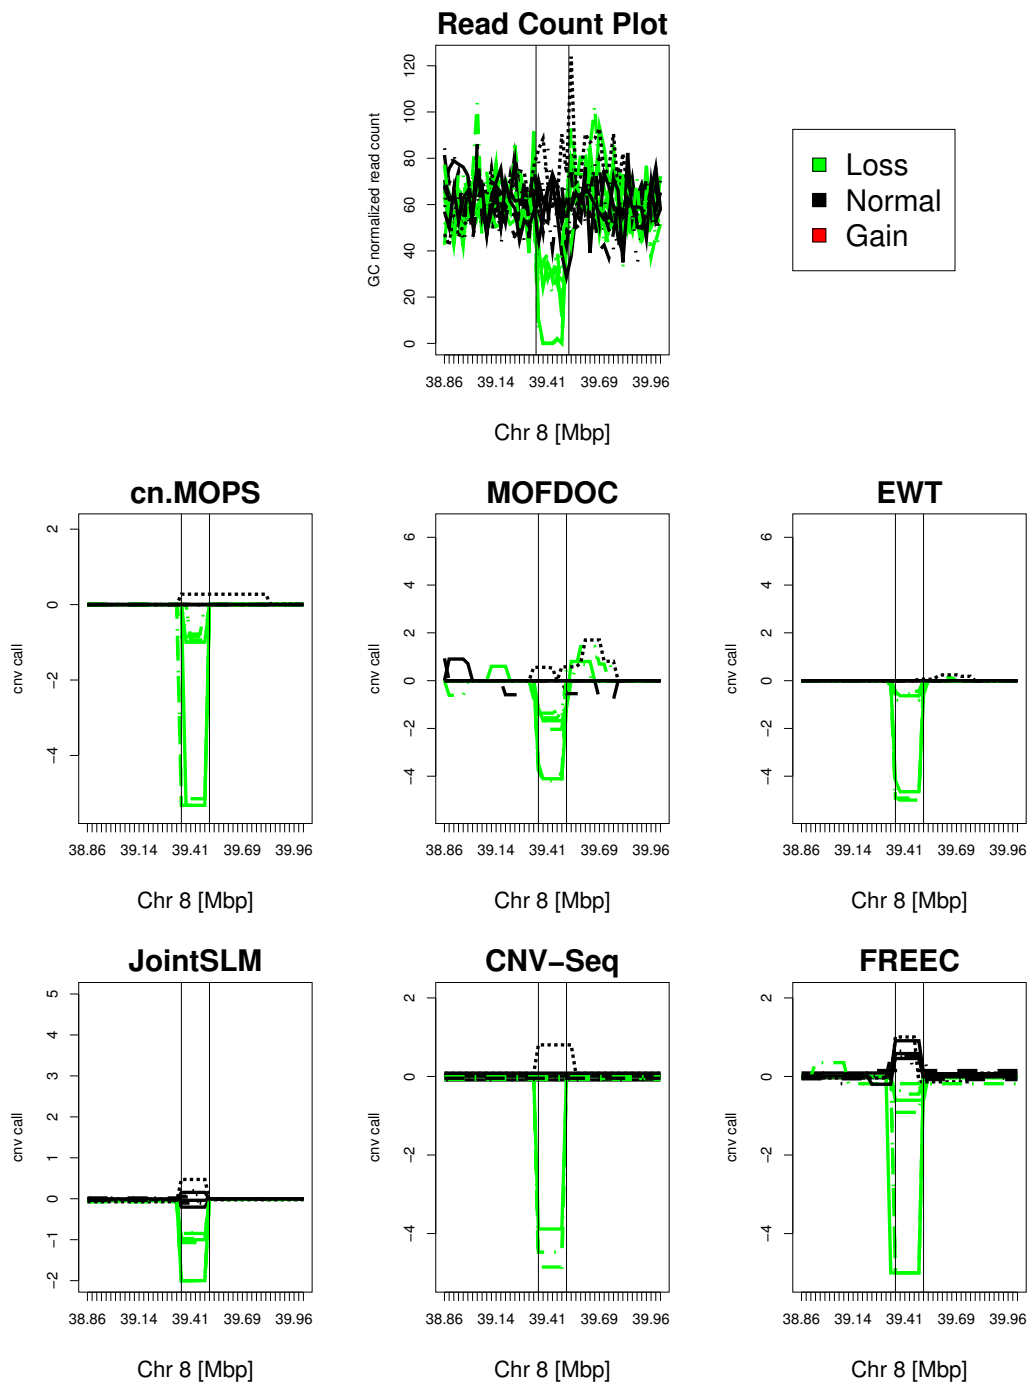 Read Count Plot
GC normalized read count
120
100
80
60
40
20
0
38.86 39.14 39.41 39.69 39.96
Chr 8 [Mbp]
Loss
Normal
Gain
cn.MOPS
cnv call
2
0
−2
−4
38.86 39.14 39.41 39.69 39.96
Chr 8 [Mbp]
MOFDOC
cnv call
6
4
2
0
−2
−4
38.86 39.14 39.41 39.69 39.96
Chr 8 [Mbp]
EWT
cnv call
6
4
2
0
−2
−4
38.86 39.14 39.41 39.69 39.96
Chr 8 [Mbp]
JointSLM
cnv call
5
4
3
2
1
0
−1
−2
38.86 39.14 39.41 39.69 39.96
Chr 8 [Mbp]
CNV−Seq
cnv call
2
0
−2
−4
38.86 39.14 39.41 39.69 39.96
Chr 8 [Mbp]
FREEC
cnv call
2
0
−2
−4
38.86 39.14 39.41 39.69 39.96
Chr 8 [Mbp]